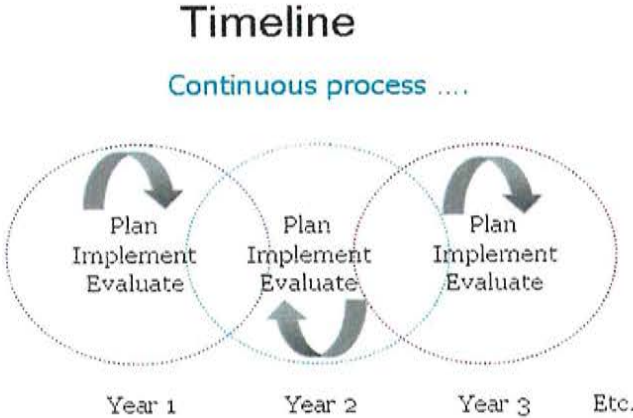 Timeline
Continuous process ....
Plan
Implement
Evaluate
Plan
Implement
Evaluate
Plan
Implement
Evaluate
Year 1
Year 2
Year 3
Etc.